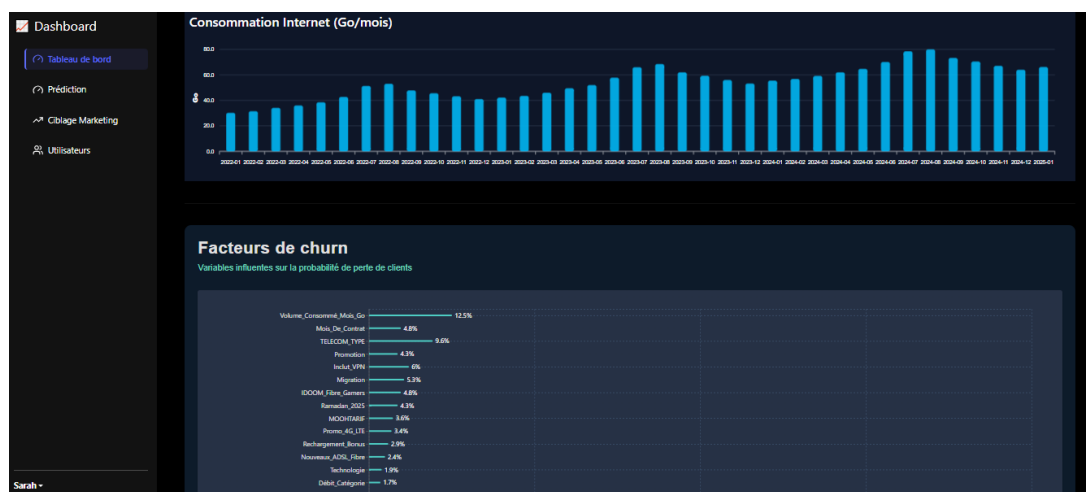 Dashboard
Tableau de bord
Prédiction
Ciblage Marketing
Utilisateurs
Sarah
Consommation Internet (Go/mois)
80.0
60.0
40.0
20.0
0.0
Go
2022-01 2022-02 2022-03 2022-04 2022-05 2022-06 2022-07 2022-08 2022-09 2022-10 2022-11 2022-12 2023-01 2023-02 2023-03 2023-04 2023-05 2023-06 2023-07 2023-08 2023-09 2023-10 2023-11 2023-12 2024-01 2024-02 2024-03 2024-04 2024-05 2024-06 2024-07 2024-08 2024-09 2024-10 2024-11 2024-12 2025-01
Facteurs de churn
Variables influentes sur la probabilité de perte de clients
Volume_Consommé_Mois_Go 12.5%
Mois_De_Contrat 4.8%
TELECOM_TYPE 9.6%
Promotion 4.3%
Inclut_VPN 6%
Migration 5.3%
IDOOM_Fibre_Gamers 4.8%
Ramadan_2025 4.3%
MOOHTARIF 3.6%
Promo_4G_LTE 3.4%
Rechargement_Bonus 2.9%
Nouveaux_ADSL_Fibre 2.4%
Technologie 1.9%
Débit_Catégorie 1.7%